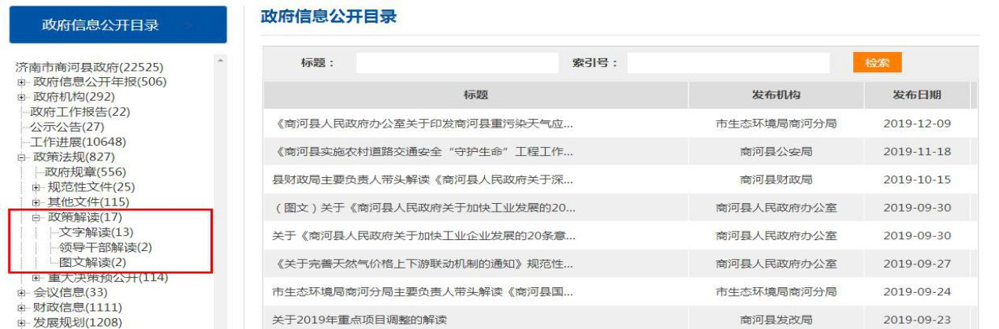 政府信息公开目录 >
济南市商河县政府(22525)
政府信息公开年报(506)
政府机构(292)
政府工作报告(22)
公示公告(27)
工作进展(10648)
政策法规(827)
政府规章(556)
规范性文件(25)
其他文件(115)
政策解读(17)
文字解读(13)
领导干部解读(2)
图文解读(2)
重大决策预公开(114)
会议信息(33)
财政信息(1111)
发展规划(1208)
政府信息公开目录
标题： 索引号： 检索
标题 发布机构 发布日期
《商河县人民政府办公室关于印发商河县重污染天气应... 市生态环境局商河分局 2019-12-09
《商河县实施农村道路交通安全“守护生命”工程工作... 商河县公安局 2019-11-18
县财政局主要负责人带头解读《商河县人民政府关于深... 商河县财政局 2019-10-15
（图文）关于《商河县人民政府关于加快工业发展的20... 商河县人民政府办公室 2019-09-30
关于《商河县人民政府关于加快工业企业发展的20条意... 商河县人民政府办公室 2019-09-30
《关于完善天然气价格上下游联动机制的通知》规范性... 商河县人民政府办公室 2019-09-27
市生态环境局商河分局主要负责人带头解读《商河县国... 市生态环境局商河分局 2019-09-24
关于2019年重点项目调整的解读 商河县发改局 2019-09-23